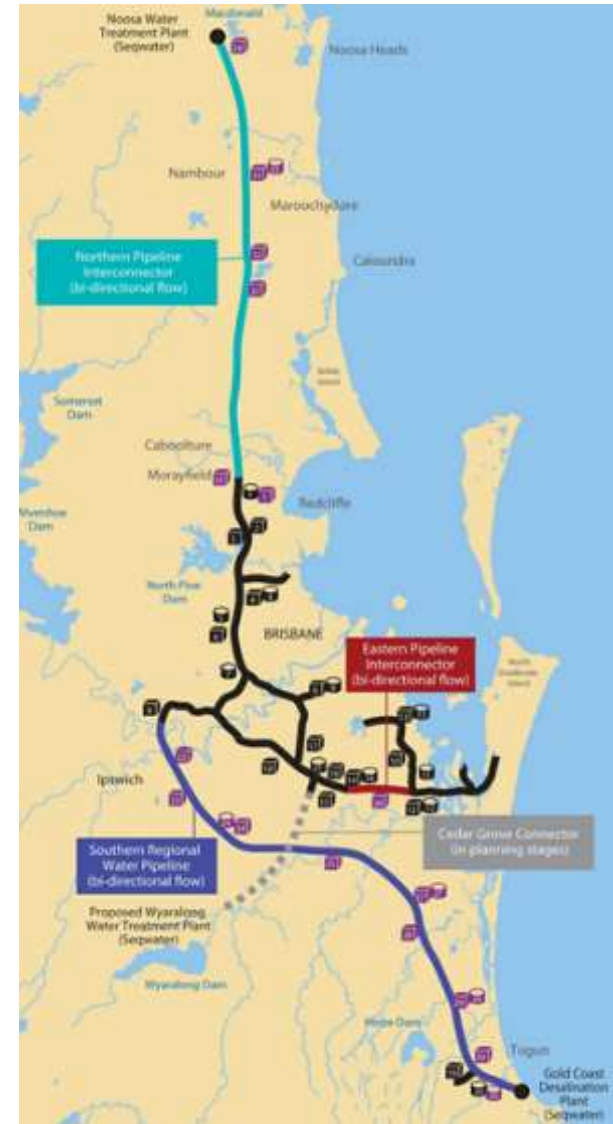 Macdonald
Noosa Water
Treatment Plant
(Seqwater)
Noosa Heads
Nambour
Maroochydore
Northern Pipeline
Interconnector
(bi-directional flow)
Caloundra
Bribie
Island
Somerset
Dam
Caboolture
Morayfield
Redcliffe
Wivenhoe
Dam
North Pine
Dam
BRISBANE
Eastern Pipeline
Interconnector
(bi-directional flow)
North
Stradbroke
Island
Ipswich
Southern Regional
Water Pipeline
(bi-directional flow)
Cedar Grove Connector
(in planning stages)
Proposed Wyaralong
Water Treatment Plant
(Seqwater)
Wyaralong Dam
Hinze Dam
Tugun
Gold Coast
Desalination
Plant
(Seqwater)